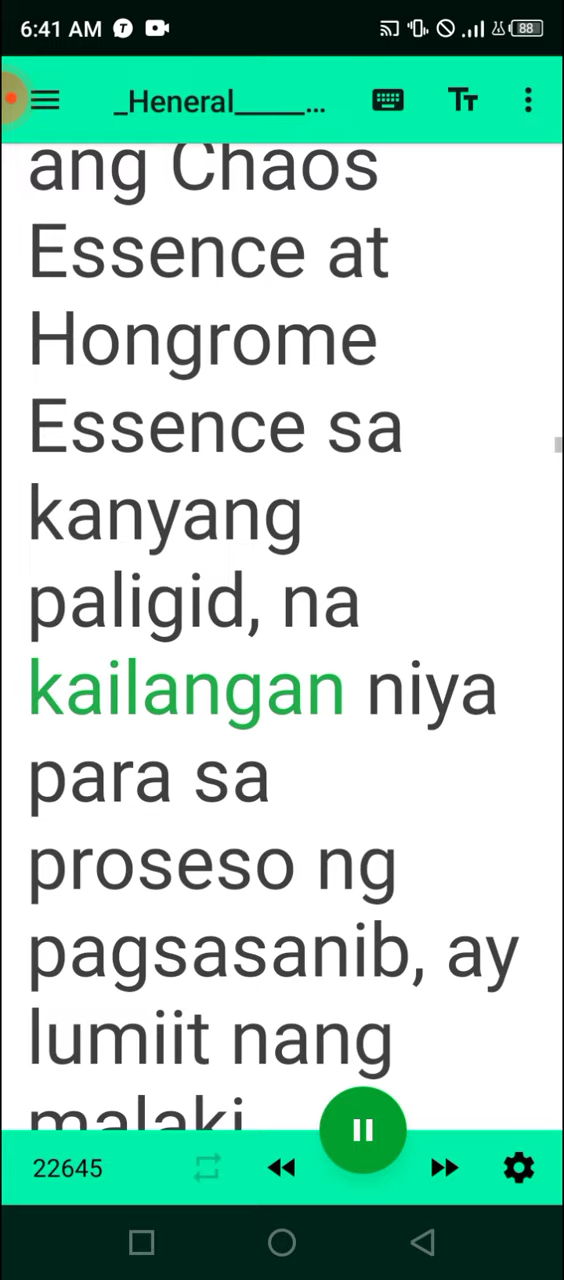 6:41 AM
88
_Heneral_____...
ang Chaos
Essence at
Hongrome
Essence sa
kanyang
paligid, na
kailangan niya
para sa
proseso ng
pagsasanib, ay
lumiit nang
malaki
22645